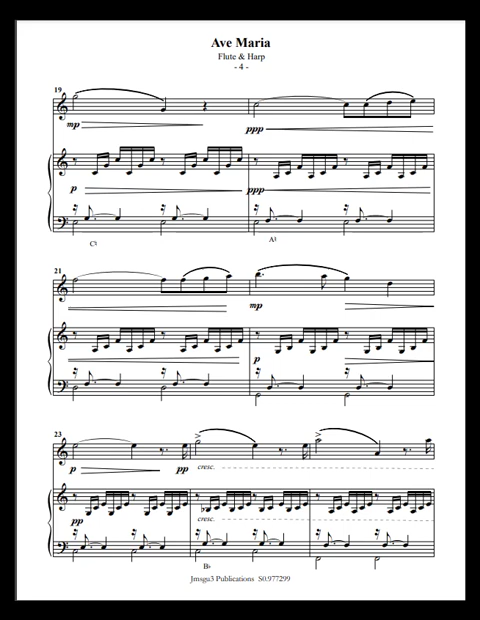 Ave Maria
Flute & Harp
- 4 -
19
mp
ppp
p
ppp
C♮
A♮
21
mp
p
23
p
pp
cresc.
pp
cresc.
B♭
Jmsgu3 Publications S0.977299